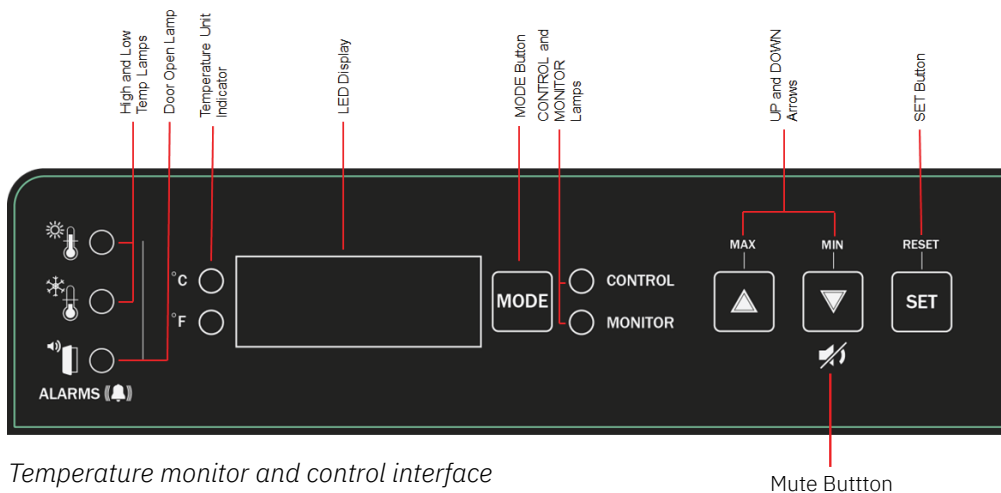 High and Low
Temp Lamps
Door Open Lamp
Temperature Unit
Indicator
LED Display
MODE Button
CONTROL and
MONITOR
Lamps
UP and DOWN
Arrows
SET Button
MAX
MIN
RESET
°C
°F
MODE
CONTROL
MONITOR
SET
ALARMS
Temperature monitor and control interface
Mute Buttton